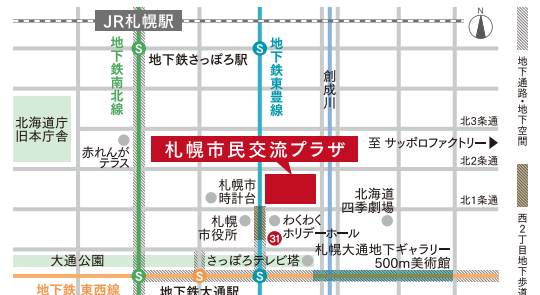 JR札幌駅
N
S
S
地下鉄さっぽろ駅
地下鉄南北線
地下鉄東豊線
創成川
地下通路・地下空間
北3条通
北海道庁
旧本庁舎
赤れんが
テラス
札幌市民交流プラザ
至 サッポロファクトリー
北2条通
札幌市
時計台
北海道
四季劇場
北1条通
札幌
市役所
わくわく
ホリデーホール
31
西2丁目地下歩道
札幌大通地下ギャラリー
500m美術館
大通公園
さっぽろテレビ塔
S
S
S
地下鉄東西線
地下鉄大通駅